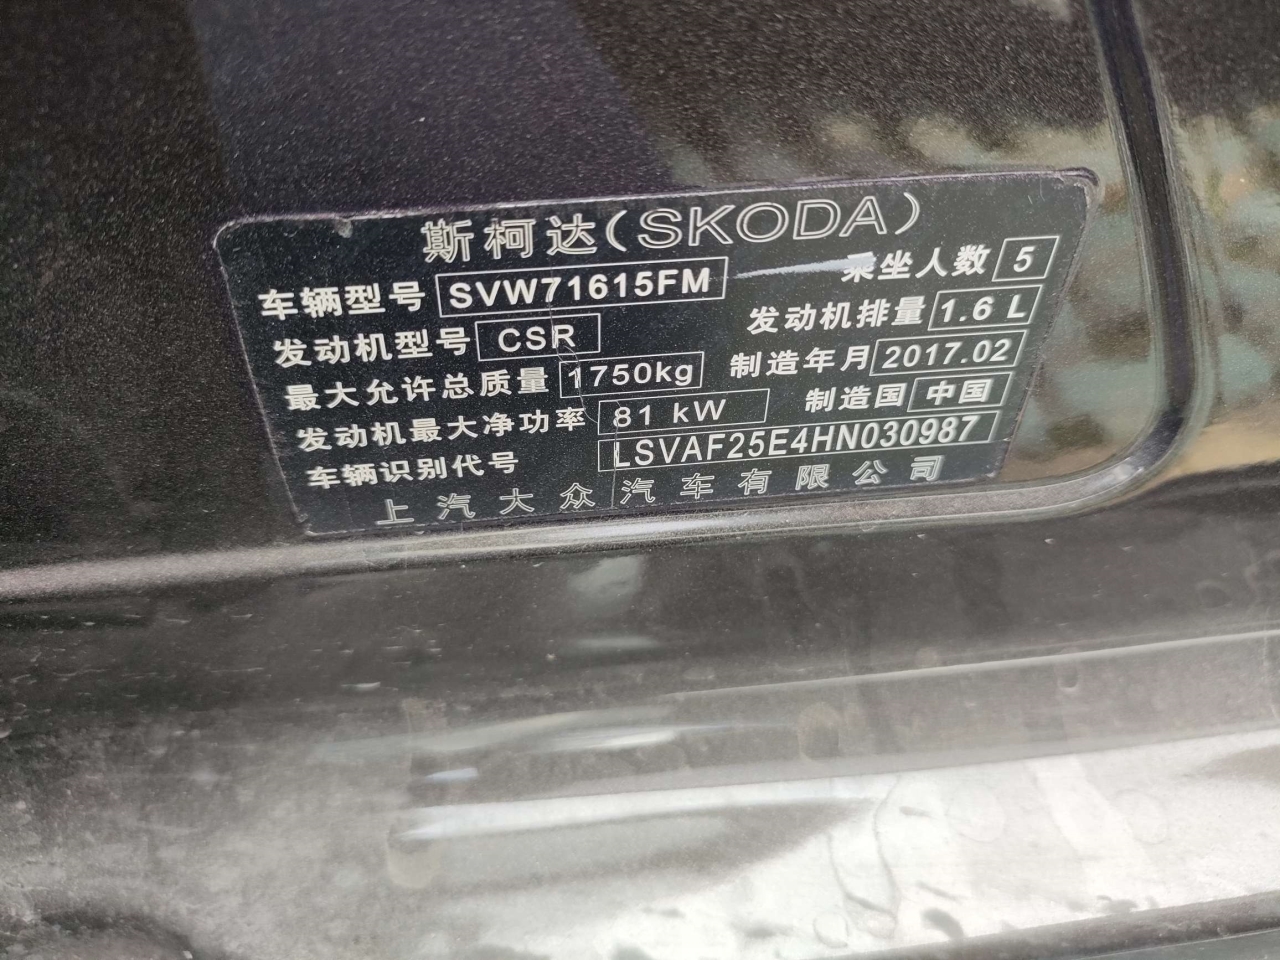 斯柯达(SKODA)
车辆型号 SVW71615FM 乘坐人数 5
发动机型号 CSR 发动机排量 1.6 L
最大允许总质量 1750kg 制造年月 2017.02
发动机最大净功率 81 kW 制造国 中国
车辆识别代号 LSVAF25E4HN030987
上汽大众汽车有限公司